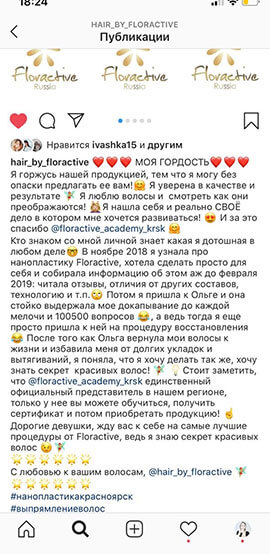 18:24
HAIR_BY_FLORACTIVE
Публикации
Floractive Floractive Floractive
Russia Russia Russia
Нравится ivashka15 и другим
hair_by_floractive ❤️❤️❤️ МОЯ ГОРДОСТЬ❤️❤️❤️
Я горжусь нашей продукцией, тем что я могу без
опаски предлагать ее вам!🤗 Я уверена в качестве и
результате 🧚 Я люблю волосы и смотреть как они
преображаются! 👸 Я нашла себя и реально СВОЁ
дело в котором мне хочется развиваться! 😍 И за это
спасибо @floractive_academy_krsk 🤗
Кто знаком со мной лично знает какая я дотошная в
любом деле🤓 В ноябре 2018 я узнала про
нанопластику Floractive, хотела сделать просто для
себя и собирала информацию об этом аж до февраля
2019: читала отзывы, отличия от других составов,
технологию и т.п.😳 Потом я пришла к Ольге и она
стойко выдержала мое докапывание до каждой
мелочи и 100500 вопросов 😂, а ведь тогда я еще
просто пришла к ней на процедуру восстановления
🧚 После того как Ольга вернула мои волосы к
жизни и избавила меня от долгих укладок и
вытягиваний, я поняла, что я хочу делать так же, хочу
знать секрет красивых волос! 🧚 💡 Стоит заметить,
что @floractive_academy_krsk единственный
официальный представитель в нашем регионе,
только у нее вы можете обучиться, получить
сертификат и потом приобретать продукцию! ☝️
Дорогие девушки, жду вас к себе на самые лучшие
процедуры от Floractive, ведь я знаю секрет красивых
волос 😉 🧚
🌟🌟🌟🌟🌟
🌟🌟🌟🌟🌟
С любовью к вашим волосам, @hair_by_floractive 🧚
🌟🌟🌟🌟🌟
#нанопластикакрасноярск
#выпрямлениеволос